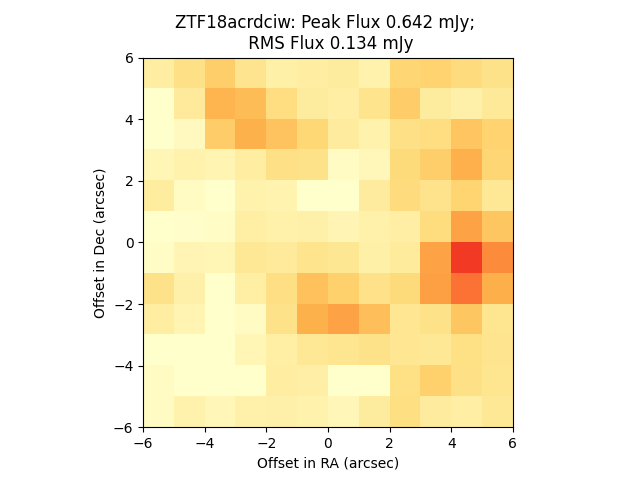 ZTF18acrdciw: Peak Flux 0.642 mJy;
RMS Flux 0.134 mJy
6
4
2
0
−2
−4
−6
Offset in Dec (arcsec)
−6 −4 −2 0 2 4 6
Offset in RA (arcsec)